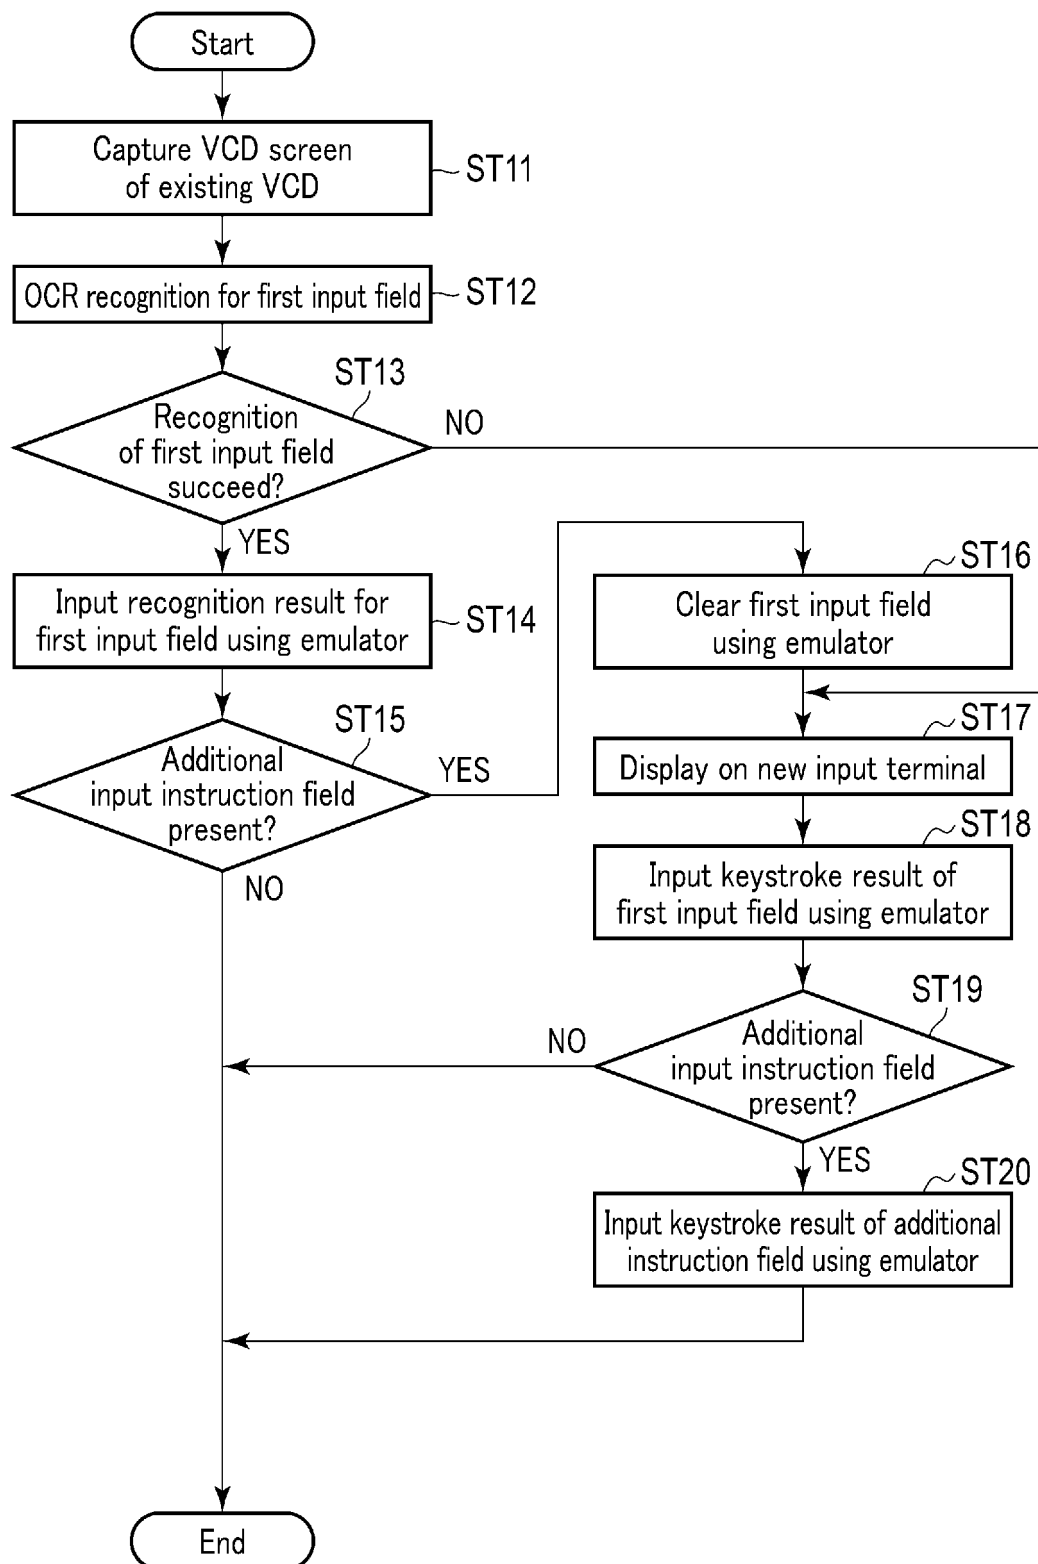 Start
Capture VCD screen
of existing VCD
ST11
OCR recognition for first input field
ST12
ST13
Recognition
of first input field
succeed?
NO
YES
Input recognition result for
first input field using emulator
ST14
ST15
Additional
input instruction field
present?
YES
NO
ST16
Clear first input field
using emulator
ST17
Display on new input terminal
ST18
Input keystroke result of
first input field using emulator
ST19
Additional
input instruction field
present?
NO
YES
ST20
Input keystroke result of additional
instruction field using emulator
End